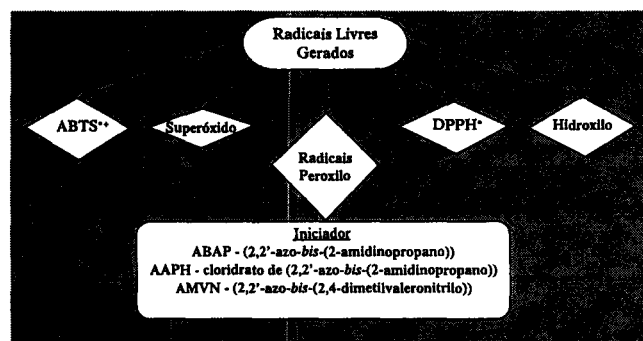 Radicais Livres
Gerados
ABTS•+
Superóxido
Radicais
Peroxilo
DPPH•
Hidroxilo
Iniciador
ABAP - (2,2'-azo-bis-(2-amidinopropano))
AAPH - cloridrato de (2,2'-azo-bis-(2-amidinopropano))
AMVN - (2,2'-azo-bis-(2,4-dimetilvaleronitrilo))